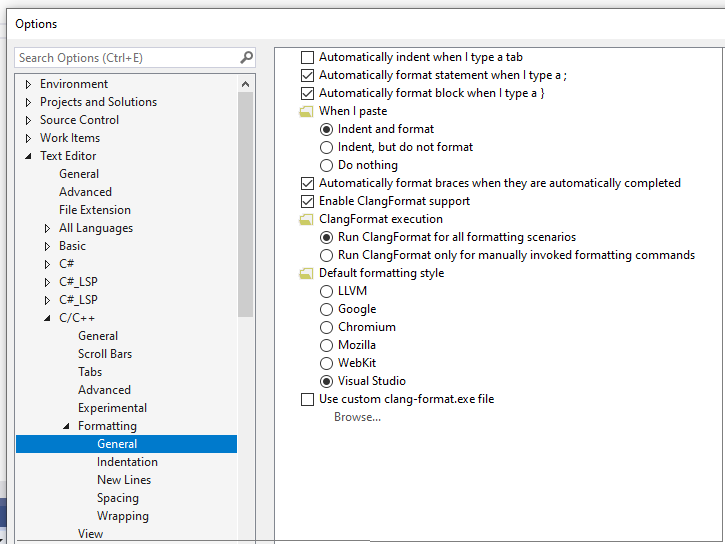 Options
Search Options (Ctrl+E)
Environment
Projects and Solutions
Source Control
Work Items
Text Editor
General
Advanced
File Extension
All Languages
Basic
C#
C#_LSP
C#_LSP
C/C++
General
Scroll Bars
Tabs
Advanced
Experimental
Formatting
General
Indentation
New Lines
Spacing
Wrapping
View
Automatically indent when I type a tab
Automatically format statement when I type a ;
Automatically format block when I type a }
When I paste
Indent and format
Indent, but do not format
Do nothing
Automatically format braces when they are automatically completed
Enable ClangFormat support
ClangFormat execution
Run ClangFormat for all formatting scenarios
Run ClangFormat only for manually invoked formatting commands
Default formatting style
LLVM
Google
Chromium
Mozilla
WebKit
Visual Studio
Use custom clang-format.exe file
Browse...